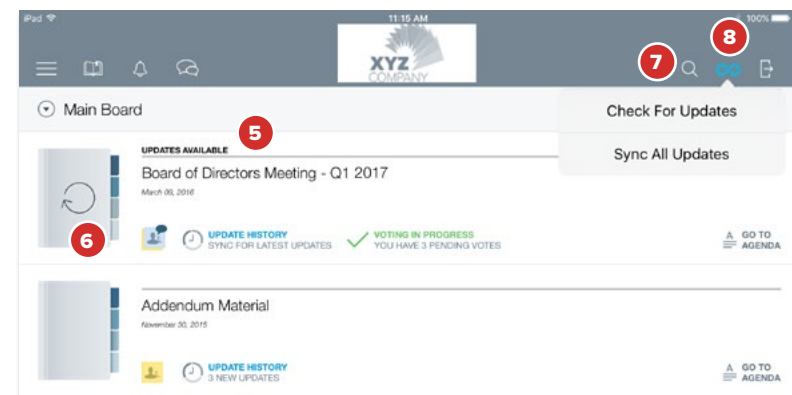 iPad 11:15 AM 100%
8
XYZ
COMPANY
7
Main Board
Check For Updates
Sync All Updates
5
UPDATES AVAILABLE
Board of Directors Meeting - Q1 2017
March 09, 2016
6
UPDATE HISTORY
SYNC FOR LATEST UPDATES
VOTING IN PROGRESS
YOU HAVE 3 PENDING VOTES
A GO TO
AGENDA
Addendum Material
November 30, 2015
UPDATE HISTORY
3 NEW UPDATES
A GO TO
AGENDA